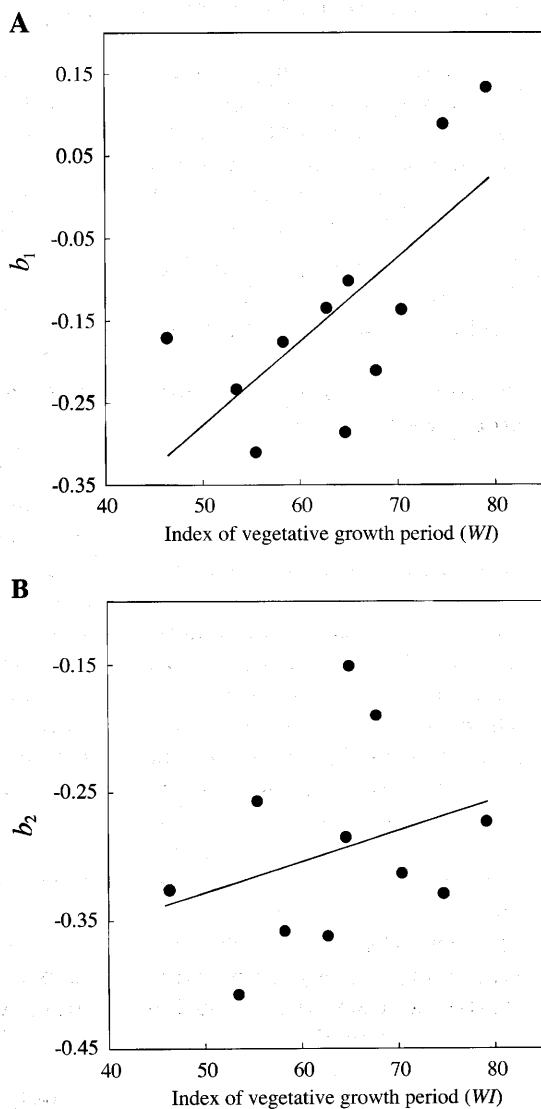 A
0.15
0.05
-0.05
-0.15
-0.25
-0.35
b1
40 50 60 70 80
Index of vegetative growth period (WI)
B
-0.15
-0.25
-0.35
-0.45
b2
40 50 60 70 80
Index of vegetative growth period (WI)